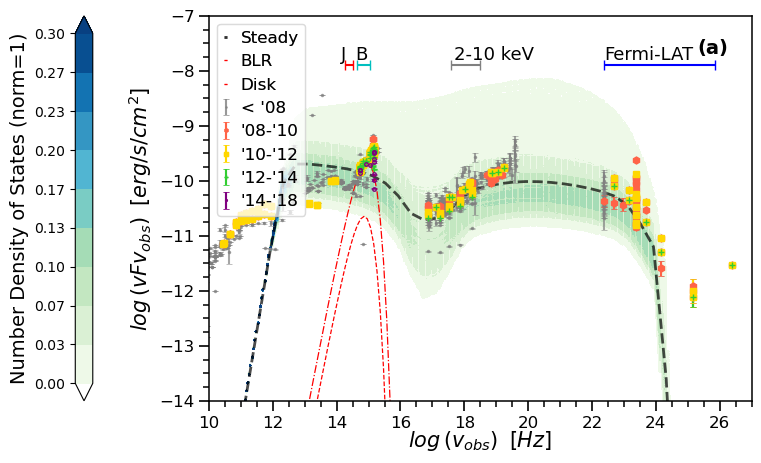 Number Density of States (norm=1)
0.30
0.27
0.23
0.20
0.17
0.13
0.10
0.07
0.03
0.00
log (νFν_obs) [erg/s/cm²]
−7
−8
−9
−10
−11
−12
−13
−14
Steady
BLR
Disk
< '08
'08-'10
'10-'12
'12-'14
'14-'18
J B
2-10 keV
Fermi-LAT
(a)
10 12 14 16 18 20 22 24 26
log (ν_obs) [Hz]